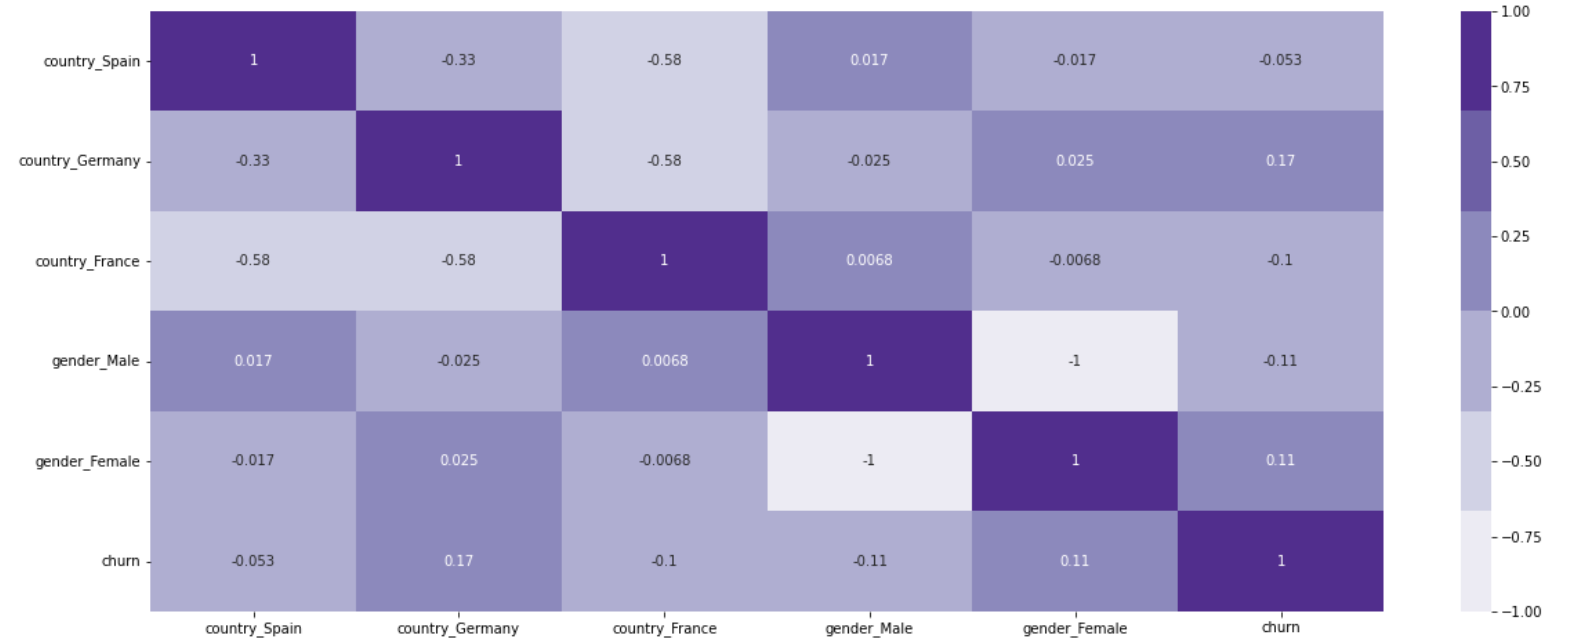 country_Spain 1 -0.33 -0.58 0.017 -0.017 -0.053
country_Germany -0.33 1 -0.58 -0.025 0.025 0.17
country_France -0.58 -0.58 1 0.0068 -0.0068 -0.1
gender_Male 0.017 -0.025 0.0068 1 -1 -0.11
gender_Female -0.017 0.025 -0.0068 -1 1 0.11
churn -0.053 0.17 -0.1 -0.11 0.11 1
country_Spain country_Germany country_France gender_Male gender_Female churn
1.00
0.75
0.50
0.25
0.00
−0.25
−0.50
−0.75
−1.00